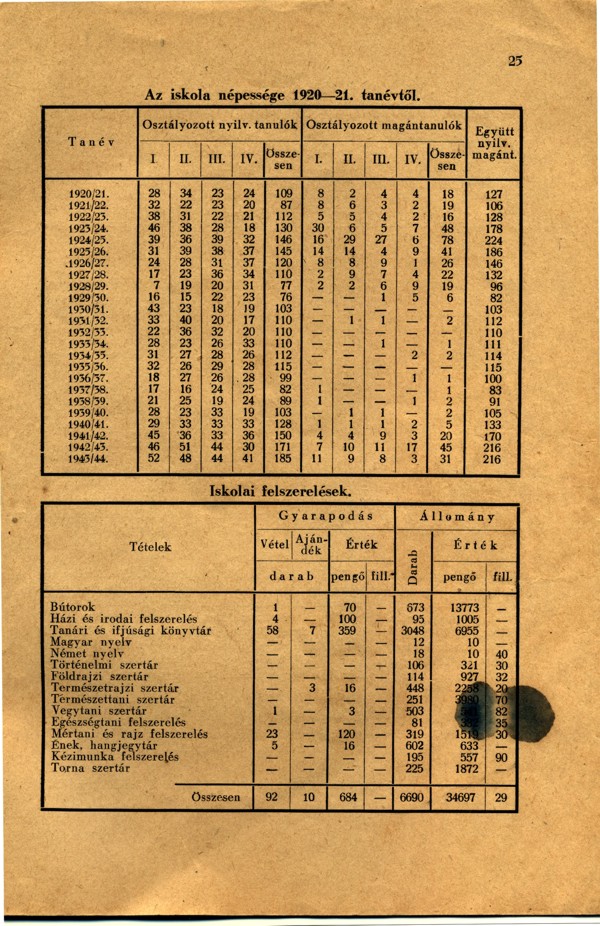 25
Az iskola népessége 1920—21. tanévtől.
Tanév Osztályozott nyilv. tanulók Osztályozott magántanulók Együtt nyilv. magánt.
I. II. III. IV. Össze-sen I. II. III. IV. Össze-sen
1920/21. 28 34 23 24 109 8 2 4 4 18 127
1921/22. 32 22 23 20 87 8 6 3 2 19 106
1922/23. 38 31 22 21 112 5 5 4 2 16 128
1923/24. 46 38 28 18 130 30 6 5 7 48 178
1924/25. 39 36 39 32 146 16 29 27 6 78 224
1925/26. 31 39 38 37 145 14 14 4 9 41 186
1926/27. 24 28 31 37 120 8 8 9 1 26 146
1927/28. 17 23 36 34 110 2 9 7 4 22 132
1928/29. 7 19 20 31 77 2 2 6 9 19 96
1929/30. 16 15 22 23 76 — — 1 5 6 82
1930/31. 43 23 18 19 103 — — — — — 103
1931/32. 33 40 20 17 110 — 1 1 — 2 112
1932/33. 22 36 32 20 110 — — — — — 110
1933/34. 28 23 26 33 110 — — 1 — 1 111
1934/35. 31 27 28 26 112 — — — 2 2 114
1935/36. 32 26 29 28 115 — — — — — 115
1936/37. 18 27 26 28 99 — — — 1 1 100
1937/38. 17 16 24 25 82 1 — — — 1 83
1938/39. 21 25 19 24 89 1 — — 1 2 91
1939/40. 28 23 33 19 103 — 1 1 — 2 105
1940/41. 29 33 33 33 128 1 1 1 2 5 133
1941/42. 45 36 33 36 150 4 4 9 3 20 170
1942/43. 46 51 44 30 171 7 10 11 17 45 216
1943/44. 52 48 44 41 185 11 9 8 3 31 216
Iskolai felszerelések.
Tételek Gyarapodás Állomány
Vétel Aján-dék Érték Darab Érték
darab pengő fill. pengő fill.
Bútorok 1 — 70 — 673 13773 —
Házi és irodai felszerelés 4 — 100 — 95 1005 —
Tanári és ifjúsági könyvtár 58 7 359 — 3048 6955 —
Magyar nyelv — — — — 12 10 —
Német nyelv — — — — 18 10 40
Történelmi szertár — — — — 106 321 30
Földrajzi szertár — — — — 114 927 32
Természetrajzi szertár — 3 16 — 448 2258 20
Természettani szertár — — — — 251 70
Vegytani szertár 1 — 3 — 503 82
Egészségtani felszerelés — — — — 81 35
Mértani és rajz felszerelés 23 — 120 — 319 30
Ének, hangjegytár 5 — 16 — 602 633 —
Kézimunka felszerelés — — — — 195 557 90
Torna szertár — — — — 225 1872 —
Összesen 92 10 684 — 6690 34697 29